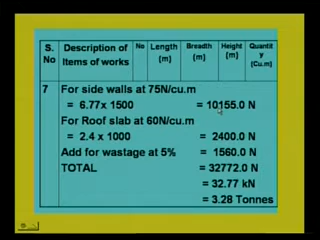 S. No Description of Items of works No Length (m) Breadth (m) Height (m) Quantity (Cu.m)
7 For side walls at 75N/cu.m
= 6.77x 1500 = 10155.0 N
For Roof slab at 60N/cu.m
= 2.4 x 1000 = 2400.0 N
Add for wastage at 5% = 1560.0 N
TOTAL = 32772.0 N
= 32.77 kN
= 3.28 Tonnes